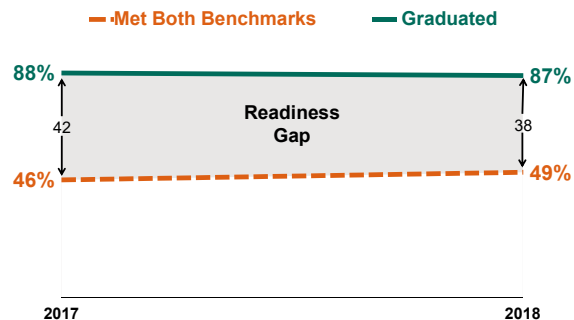 Met Both Benchmarks Graduated
88% 87%
42 Readiness 38
Gap
46% 49%
2017 2018